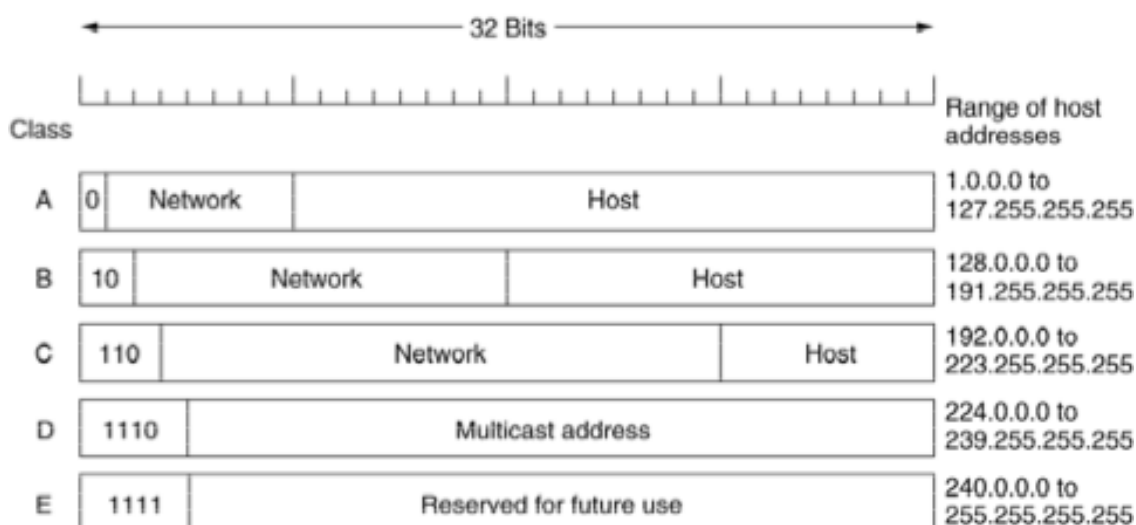 32 Bits
Class
Range of host
addresses
A 0 Network Host 1.0.0.0 to
127.255.255.255
B 10 Network Host 128.0.0.0 to
191.255.255.255
C 110 Network Host 192.0.0.0 to
223.255.255.255
D 1110 Multicast address 224.0.0.0 to
239.255.255.255
E 1111 Reserved for future use 240.0.0.0 to
255.255.255.255